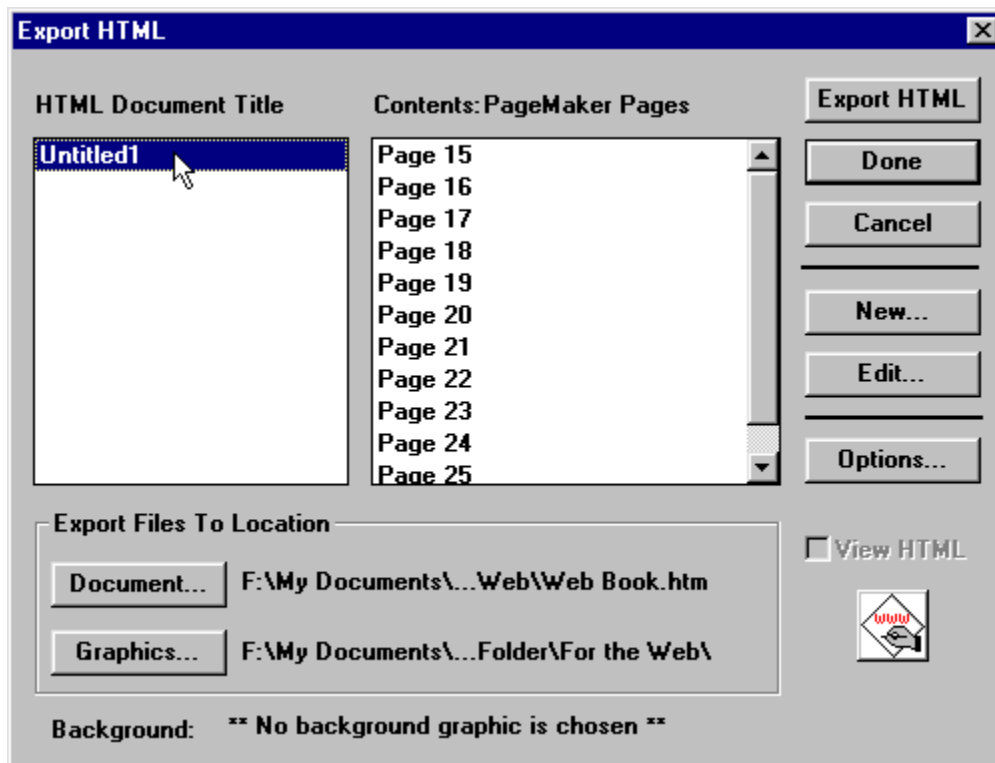 Export HTML
HTML Document Title
Contents: PageMaker Pages
Untitled1
Page 15
Page 16
Page 17
Page 18
Page 19
Page 20
Page 21
Page 22
Page 23
Page 24
Page 25
Export HTML
Done
Cancel
New...
Edit...
Options...
View HTML
www
Export Files To Location
Document... F:\My Documents\...Web\Web Book.htm
Graphics... F:\My Documents\...Folder\For the Web\
Background: ** No background graphic is chosen **